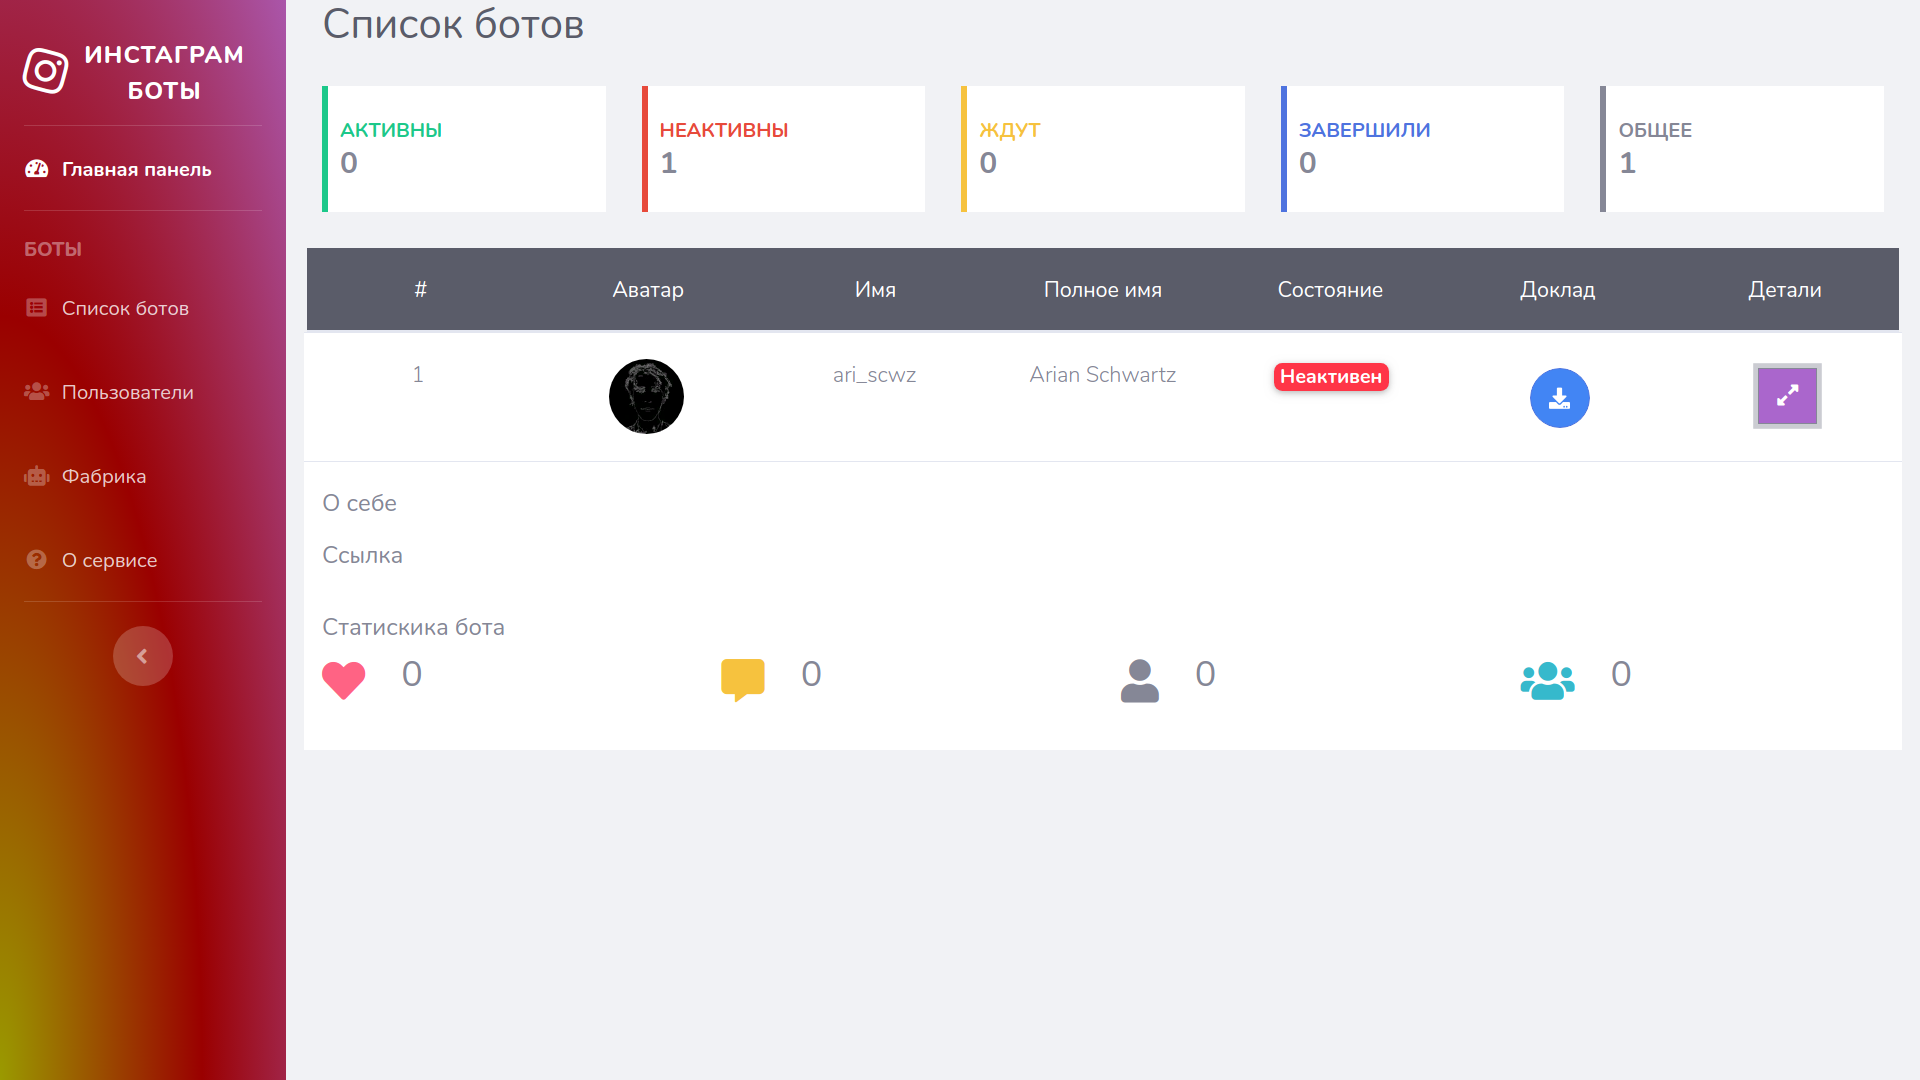 ИНСТАГРАМ
БОТЫ
Главная панель
БОТЫ
Список ботов
Пользователи
Фабрика
О сервисе
Список ботов
АКТИВНЫ
0
НЕАКТИВНЫ
1
ЖДУТ
0
ЗАВЕРШИЛИ
0
ОБЩЕЕ
1
# Аватар Имя Полное имя Состояние Доклад Детали
1 ari_scwz Arian Schwartz Неактивен
О себе
Ссылка
Статискика бота
0 0 0 0